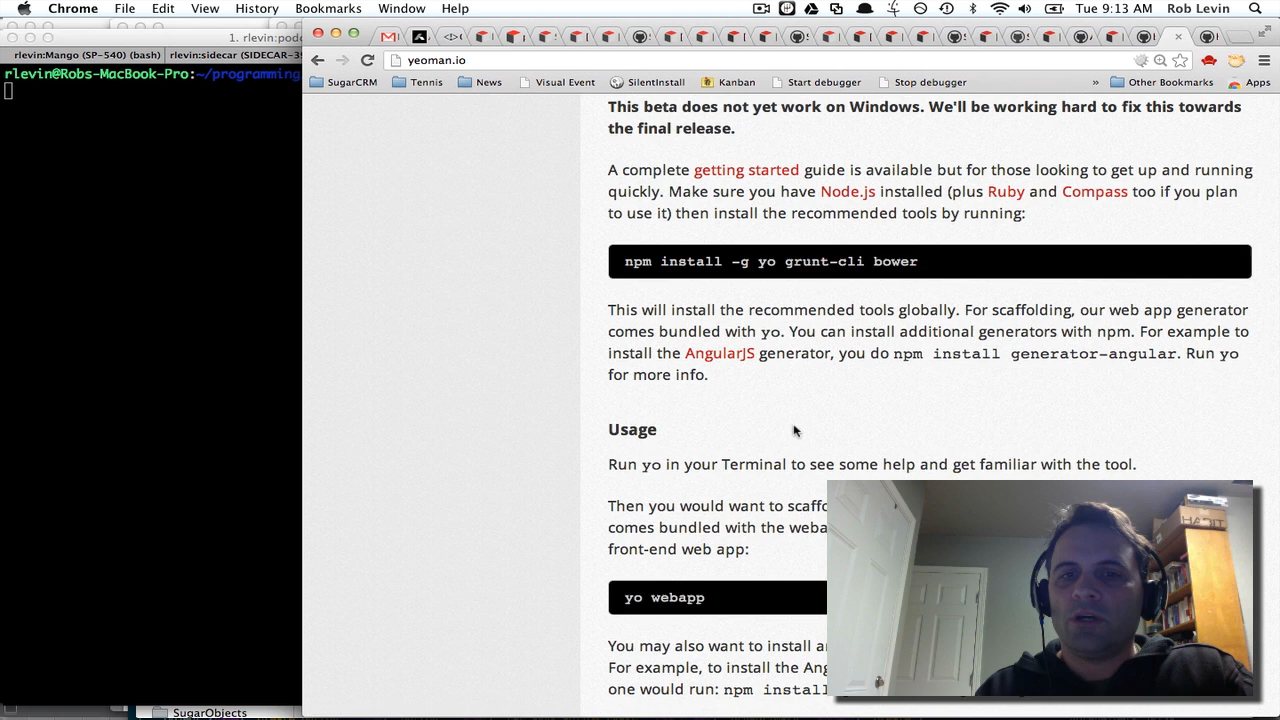 Chrome File Edit View History Bookmarks Window Help Tue 9:13 AM Rob Levin
1. rlevin:pod
rlevin:Mango (SP-540) (bash) rlevin:sidecar (SIDECAR-35
rlevin@Robs-MacBook-Pro:~/programming
yeoman.io
SugarCRM Tennis News Visual Event SilentInstall Kanban Start debugger Stop debugger » Other Bookmarks Apps
This beta does not yet work on Windows. We'll be working hard to fix this towards
the final release.
A complete getting started guide is available but for those looking to get up and running
quickly. Make sure you have Node.js installed (plus Ruby and Compass too if you plan
to use it) then install the recommended tools by running:
npm install -g yo grunt-cli bower
This will install the recommended tools globally. For scaffolding, our web app generator
comes bundled with yo. You can install additional generators with npm. For example to
install the AngularJS generator, you do npm install generator-angular. Run yo
for more info.
Usage
Run yo in your Terminal to see some help and get familiar with the tool.
Then you would want to scaffo
comes bundled with the weba
front-end web app:
yo webapp
You may also want to install a
For example, to install the Ang
one would run: npm install
SugarObjects